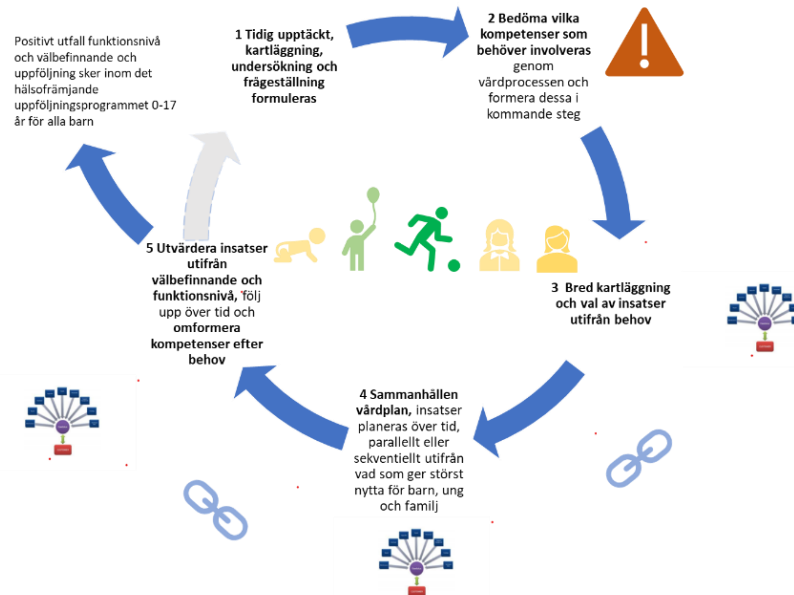 Positivt utfall funktionsnivå
och välbefinnande och
uppföljning sker inom det
hälsofrämjande
uppföljningsprogrammet 0-17
år för alla barn
1 Tidig upptäckt,
kartläggning,
undersökning och
frågeställning
formuleras
2 Bedöma vilka
kompetenser som
behöver involveras
genom
vårdprocessen och
formera dessa i
kommande steg
3 Bred kartläggning
och val av insatser
utifrån behov
4 Sammanhållen
vårdplan, insatser
planeras över tid,
parallellt eller
sekventiellt utifrån
vad som ger störst
nytta för barn, ung
och familj
5 Utvärdera insatser
utifrån
välbefinnande och
funktionsnivå, följ
upp över tid och
omformera
kompetenser efter
behov